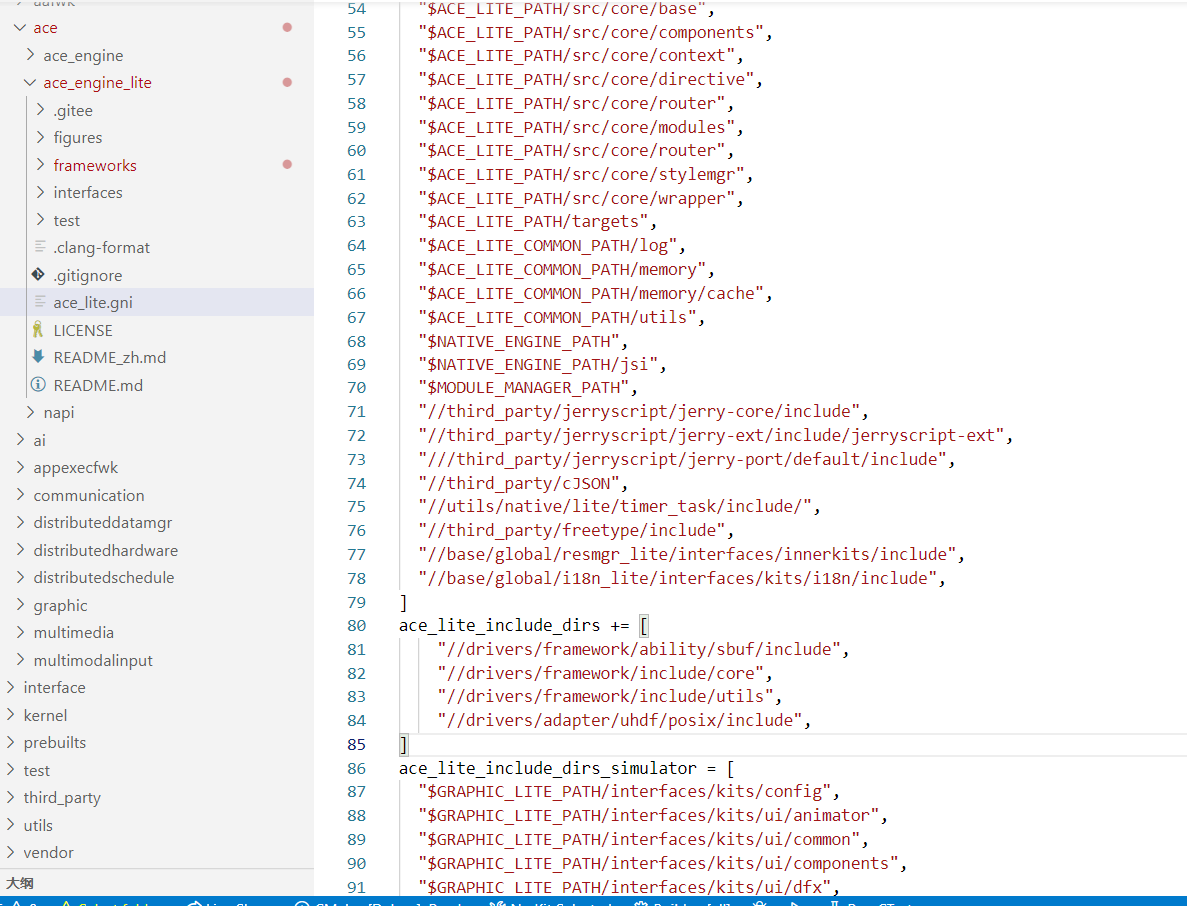 ace
ace_engine
ace_engine_lite
.gitee
figures
frameworks
interfaces
test
.clang-format
.gitignore
ace_lite.gni
LICENSE
README_zh.md
README.md
napi
ai
appexecfwk
communication
distributeddatamgr
distributedhardware
distributedschedule
graphic
multimedia
multimodalinput
interface
kernel
prebuilts
test
third_party
utils
vendor
大纲
54 "$ACE_LITE_PATH/src/core/base",
55 "$ACE_LITE_PATH/src/core/components",
56 "$ACE_LITE_PATH/src/core/context",
57 "$ACE_LITE_PATH/src/core/directive",
58 "$ACE_LITE_PATH/src/core/router",
59 "$ACE_LITE_PATH/src/core/modules",
60 "$ACE_LITE_PATH/src/core/router",
61 "$ACE_LITE_PATH/src/core/stylemgr",
62 "$ACE_LITE_PATH/src/core/wrapper",
63 "$ACE_LITE_PATH/targets",
64 "$ACE_LITE_COMMON_PATH/log",
65 "$ACE_LITE_COMMON_PATH/memory",
66 "$ACE_LITE_COMMON_PATH/memory/cache",
67 "$ACE_LITE_COMMON_PATH/utils",
68 "$NATIVE_ENGINE_PATH",
69 "$NATIVE_ENGINE_PATH/jsi",
70 "$MODULE_MANAGER_PATH",
71 "//third_party/jerryscript/jerry-core/include",
72 "//third_party/jerryscript/jerry-ext/include/jerryscript-ext",
73 "///third_party/jerryscript/jerry-port/default/include",
74 "//third_party/cJSON",
75 "//utils/native/lite/timer_task/include/",
76 "//third_party/freetype/include",
77 "//base/global/resmgr_lite/interfaces/innerkits/include",
78 "//base/global/i18n_lite/interfaces/kits/i18n/include",
79 ]
80 ace_lite_include_dirs += [
81 "//drivers/framework/ability/sbuf/include",
82 "//drivers/framework/include/core",
83 "//drivers/framework/include/utils",
84 "//drivers/adapter/uhdf/posix/include",
85 ]
86 ace_lite_include_dirs_simulator = [
87 "$GRAPHIC_LITE_PATH/interfaces/kits/config",
88 "$GRAPHIC_LITE_PATH/interfaces/kits/ui/animator",
89 "$GRAPHIC_LITE_PATH/interfaces/kits/ui/common",
90 "$GRAPHIC_LITE_PATH/interfaces/kits/ui/components",
91 "$GRAPHIC_LITE_PATH/interfaces/kits/ui/dfx",